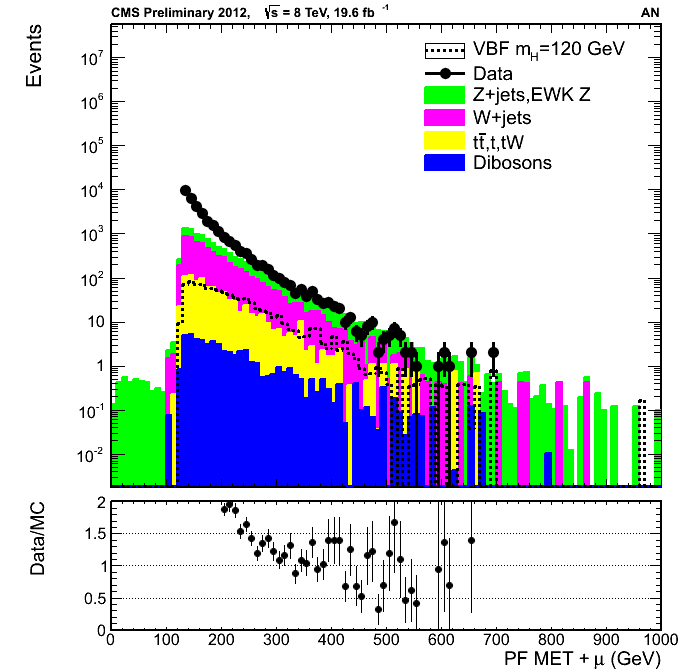 CMS Preliminary 2012, √s = 8 TeV, 19.6 fb⁻¹ AN
Events
10⁷
10⁶
10⁵
10⁴
10³
10²
10
1
10⁻¹
10⁻²
VBF m_H=120 GeV
Data
Z+jets,EWK Z
W+jets
tt̄,t,tW
Dibosons
Data/MC
2
1.5
1
0.5
0
0 100 200 300 400 500 600 700 800 900 1000
PF MET + μ (GeV)